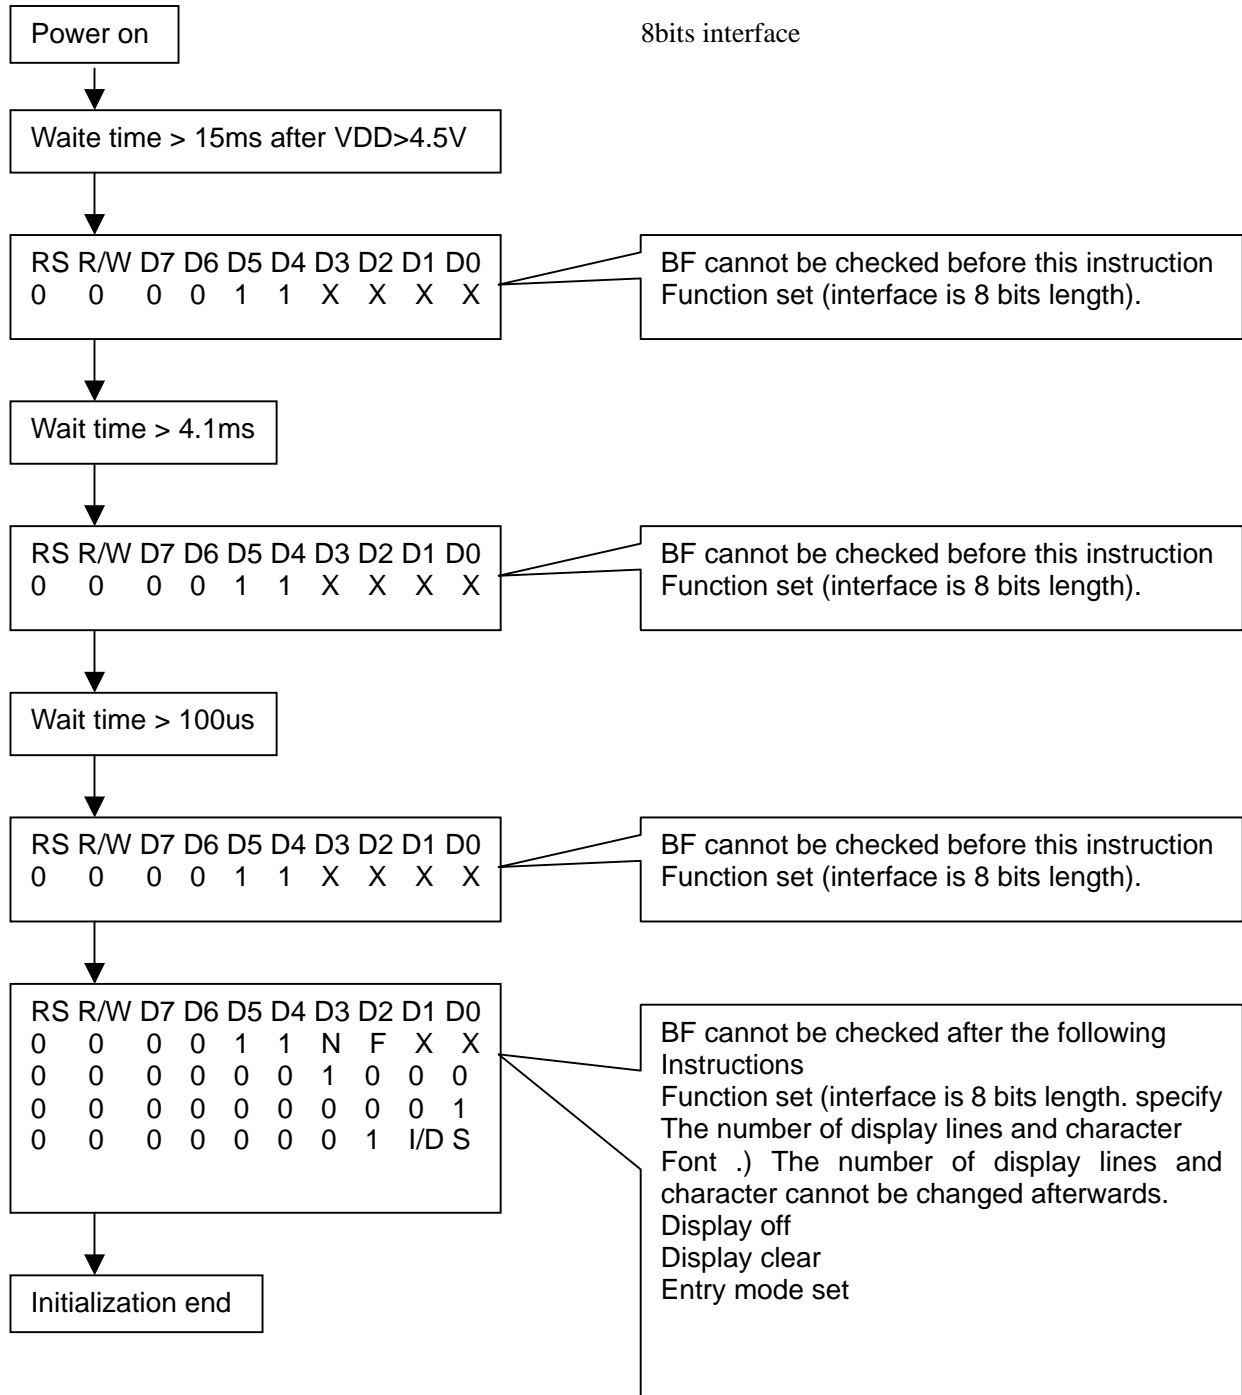 Power on
8bits interface
Waite time > 15ms after VDD>4.5V
RS R/W D7 D6 D5 D4 D3 D2 D1 D0
0 0 0 0 1 1 X X X X
BF cannot be checked before this instruction
Function set (interface is 8 bits length).
Wait time > 4.1ms
RS R/W D7 D6 D5 D4 D3 D2 D1 D0
0 0 0 0 1 1 X X X X
BF cannot be checked before this instruction
Function set (interface is 8 bits length).
Wait time > 100us
RS R/W D7 D6 D5 D4 D3 D2 D1 D0
0 0 0 0 1 1 X X X X
BF cannot be checked before this instruction
Function set (interface is 8 bits length).
RS R/W D7 D6 D5 D4 D3 D2 D1 D0
0 0 0 0 1 1 N F X X
0 0 0 0 0 0 1 0 0 0
0 0 0 0 0 0 0 0 0 1
0 0 0 0 0 0 0 1 I/D S
BF cannot be checked after the following
Instructions
Function set (interface is 8 bits length. specify
The number of display lines and character
Font .) The number of display lines and
character cannot be changed afterwards.
Display off
Display clear
Entry mode set
Initialization end